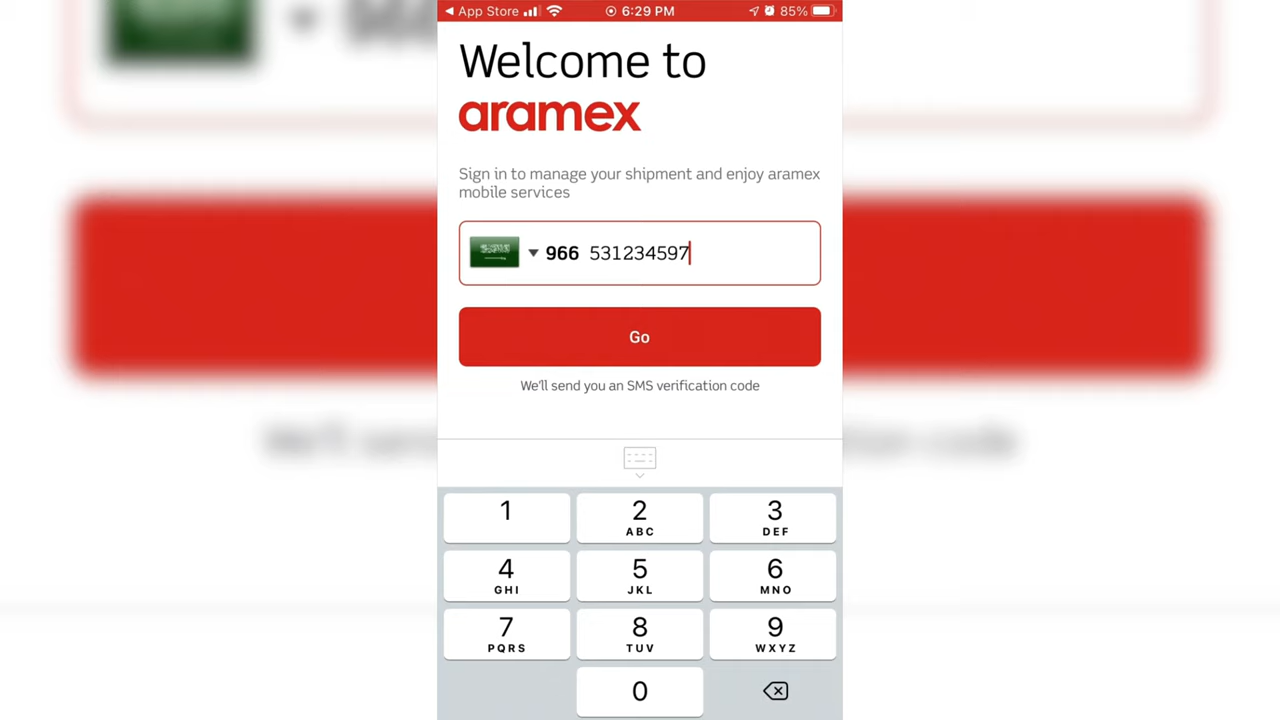 App Store 6:29 PM 85%
Welcome to
aramex
Sign in to manage your shipment and enjoy aramex
mobile services
966 531234597
Go
We'll send you an SMS verification code
1 2 3
ABC DEF
4 5 6
GHI JKL MNO
7 8 9
PQRS TUV WXYZ
0